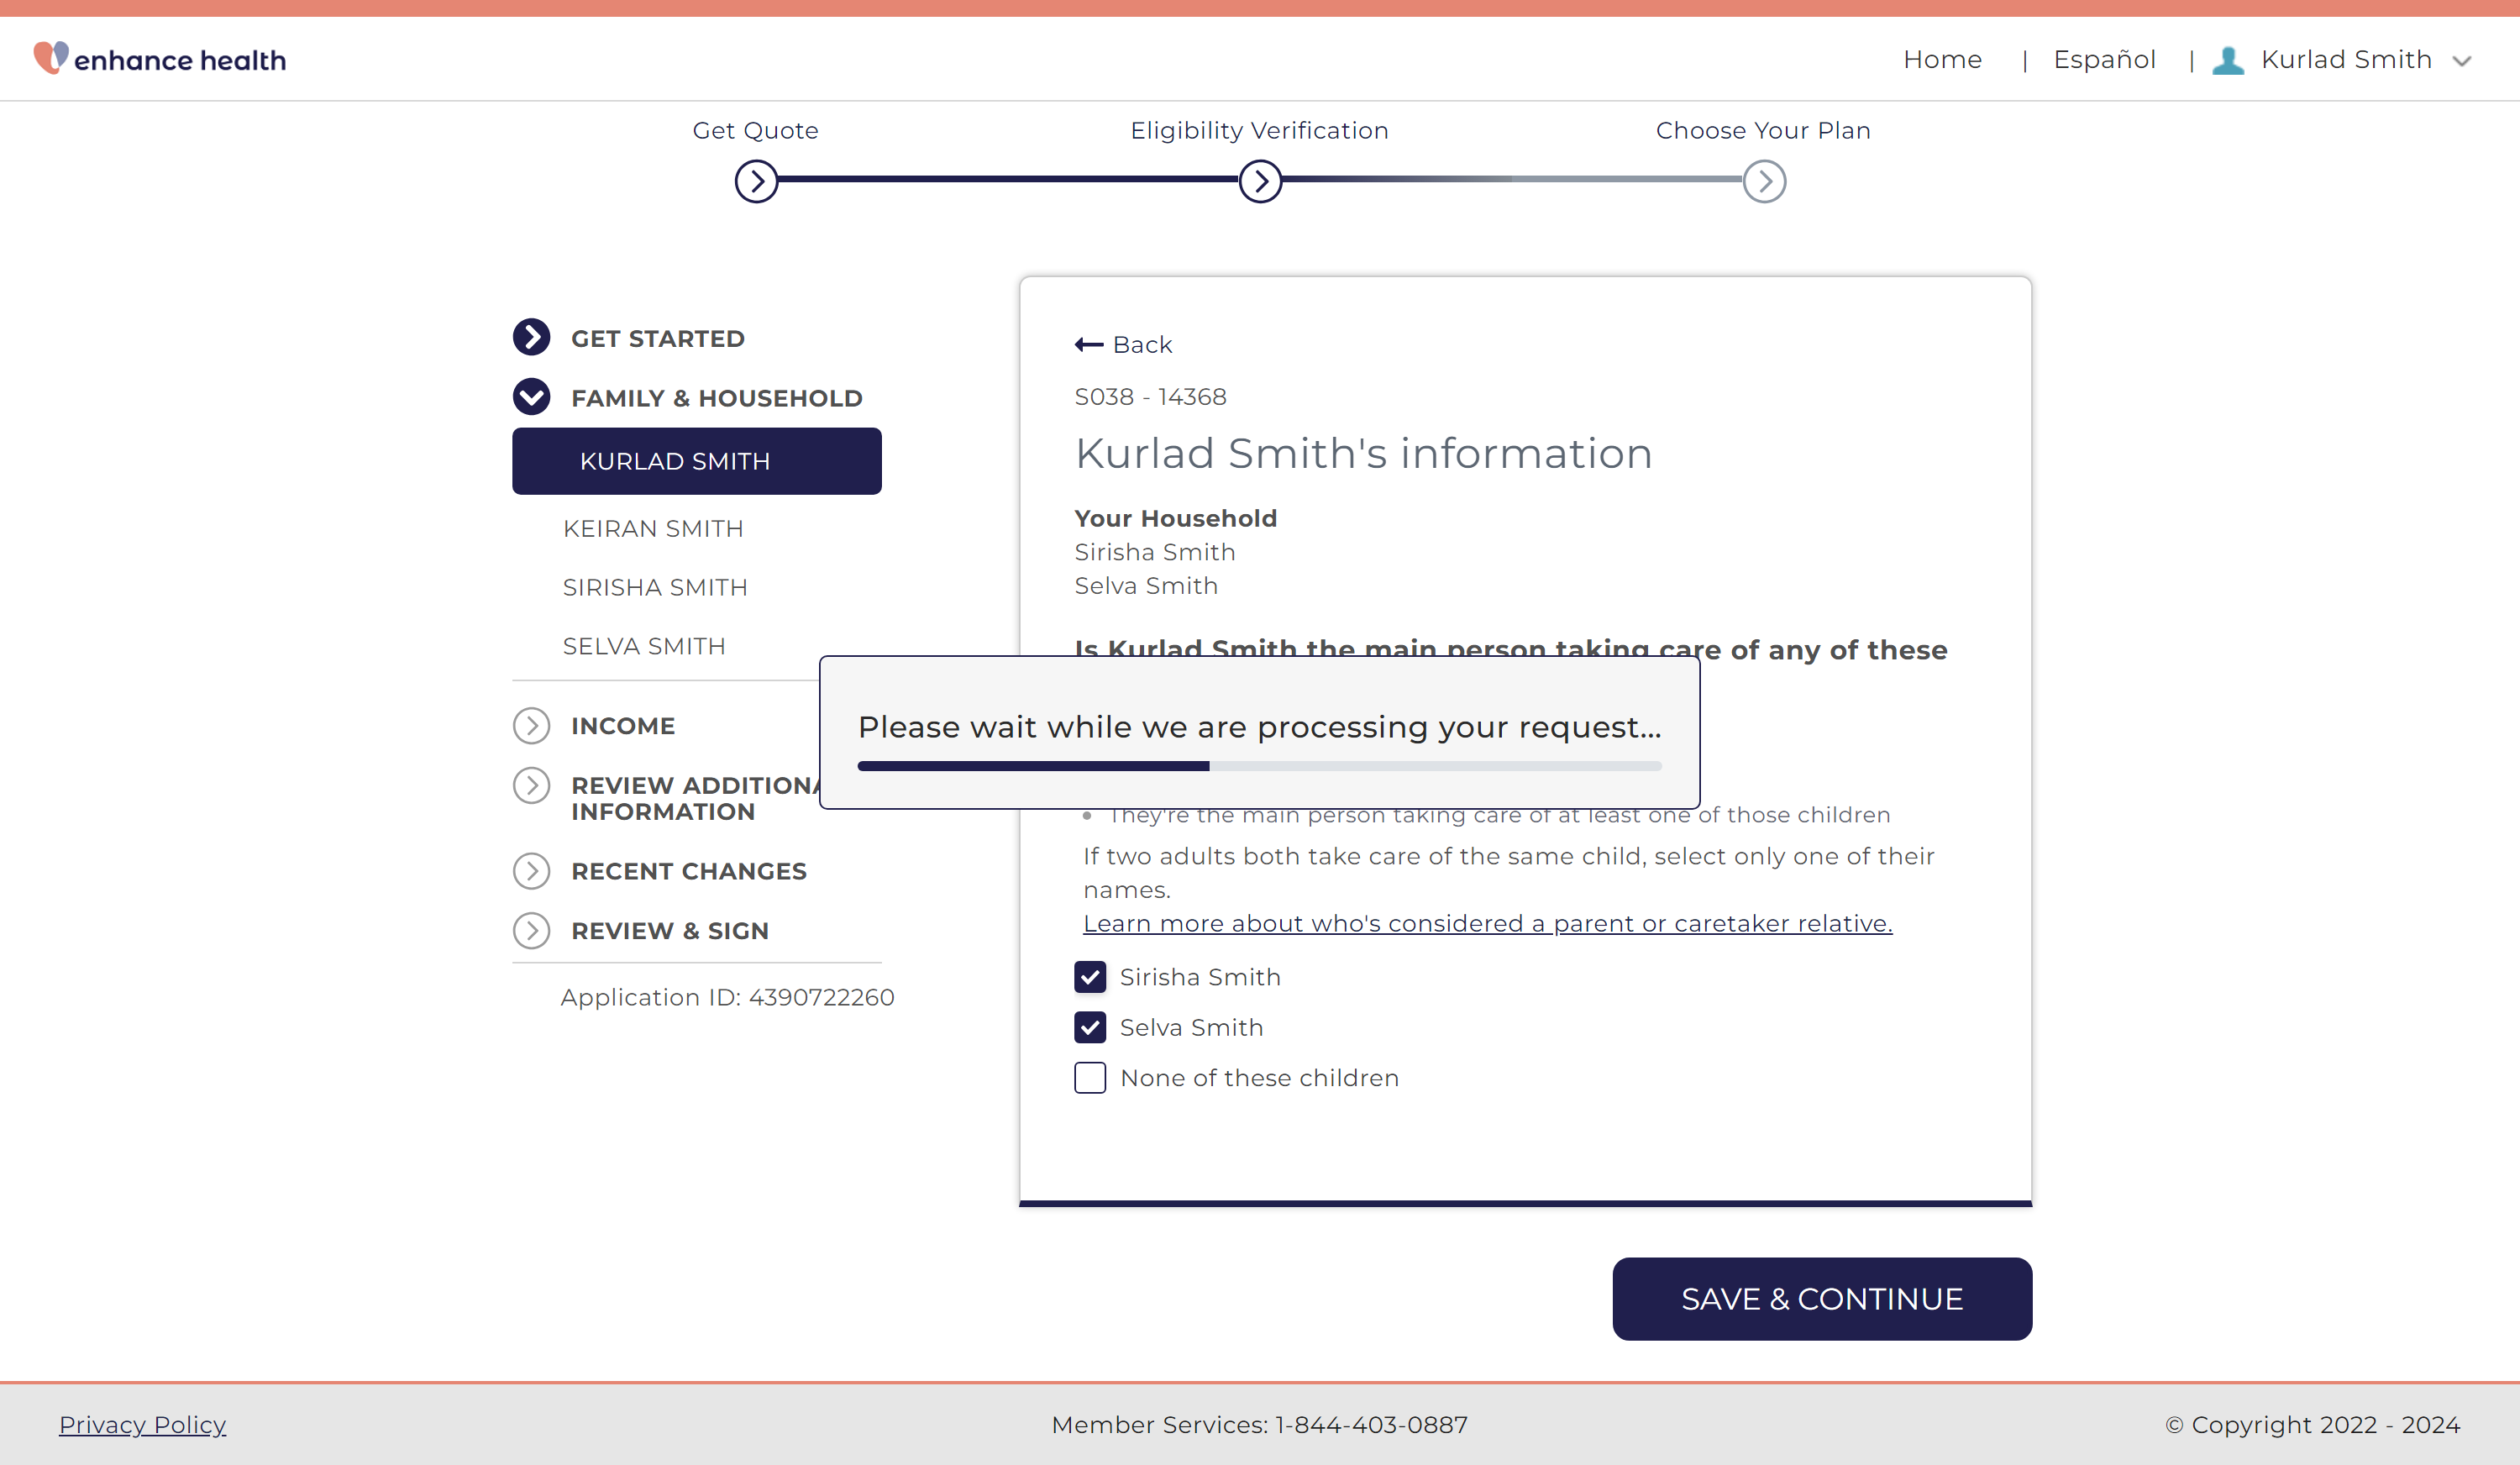 enhance health
Home | Español | Kurlad Smith
Get Quote
Eligibility Verification
Choose Your Plan
GET STARTED
FAMILY & HOUSEHOLD
KURLAD SMITH
KEIRAN SMITH
SIRISHA SMITH
SELVA SMITH
INCOME
REVIEW ADDITIONA
INFORMATION
RECENT CHANGES
REVIEW & SIGN
Application ID: 4390722260
Back
S038 - 14368
Kurlad Smith's information
Your Household
Sirisha Smith
Selva Smith
Is Kurlad Smith the main person taking care of any of these
Please wait while we are processing your request...
They're the main person taking care of at least one of those children
If two adults both take care of the same child, select only one of their
names.
Learn more about who's considered a parent or caretaker relative.
Sirisha Smith
Selva Smith
None of these children
SAVE & CONTINUE
Privacy Policy
Member Services: 1-844-403-0887
© Copyright 2022 - 2024